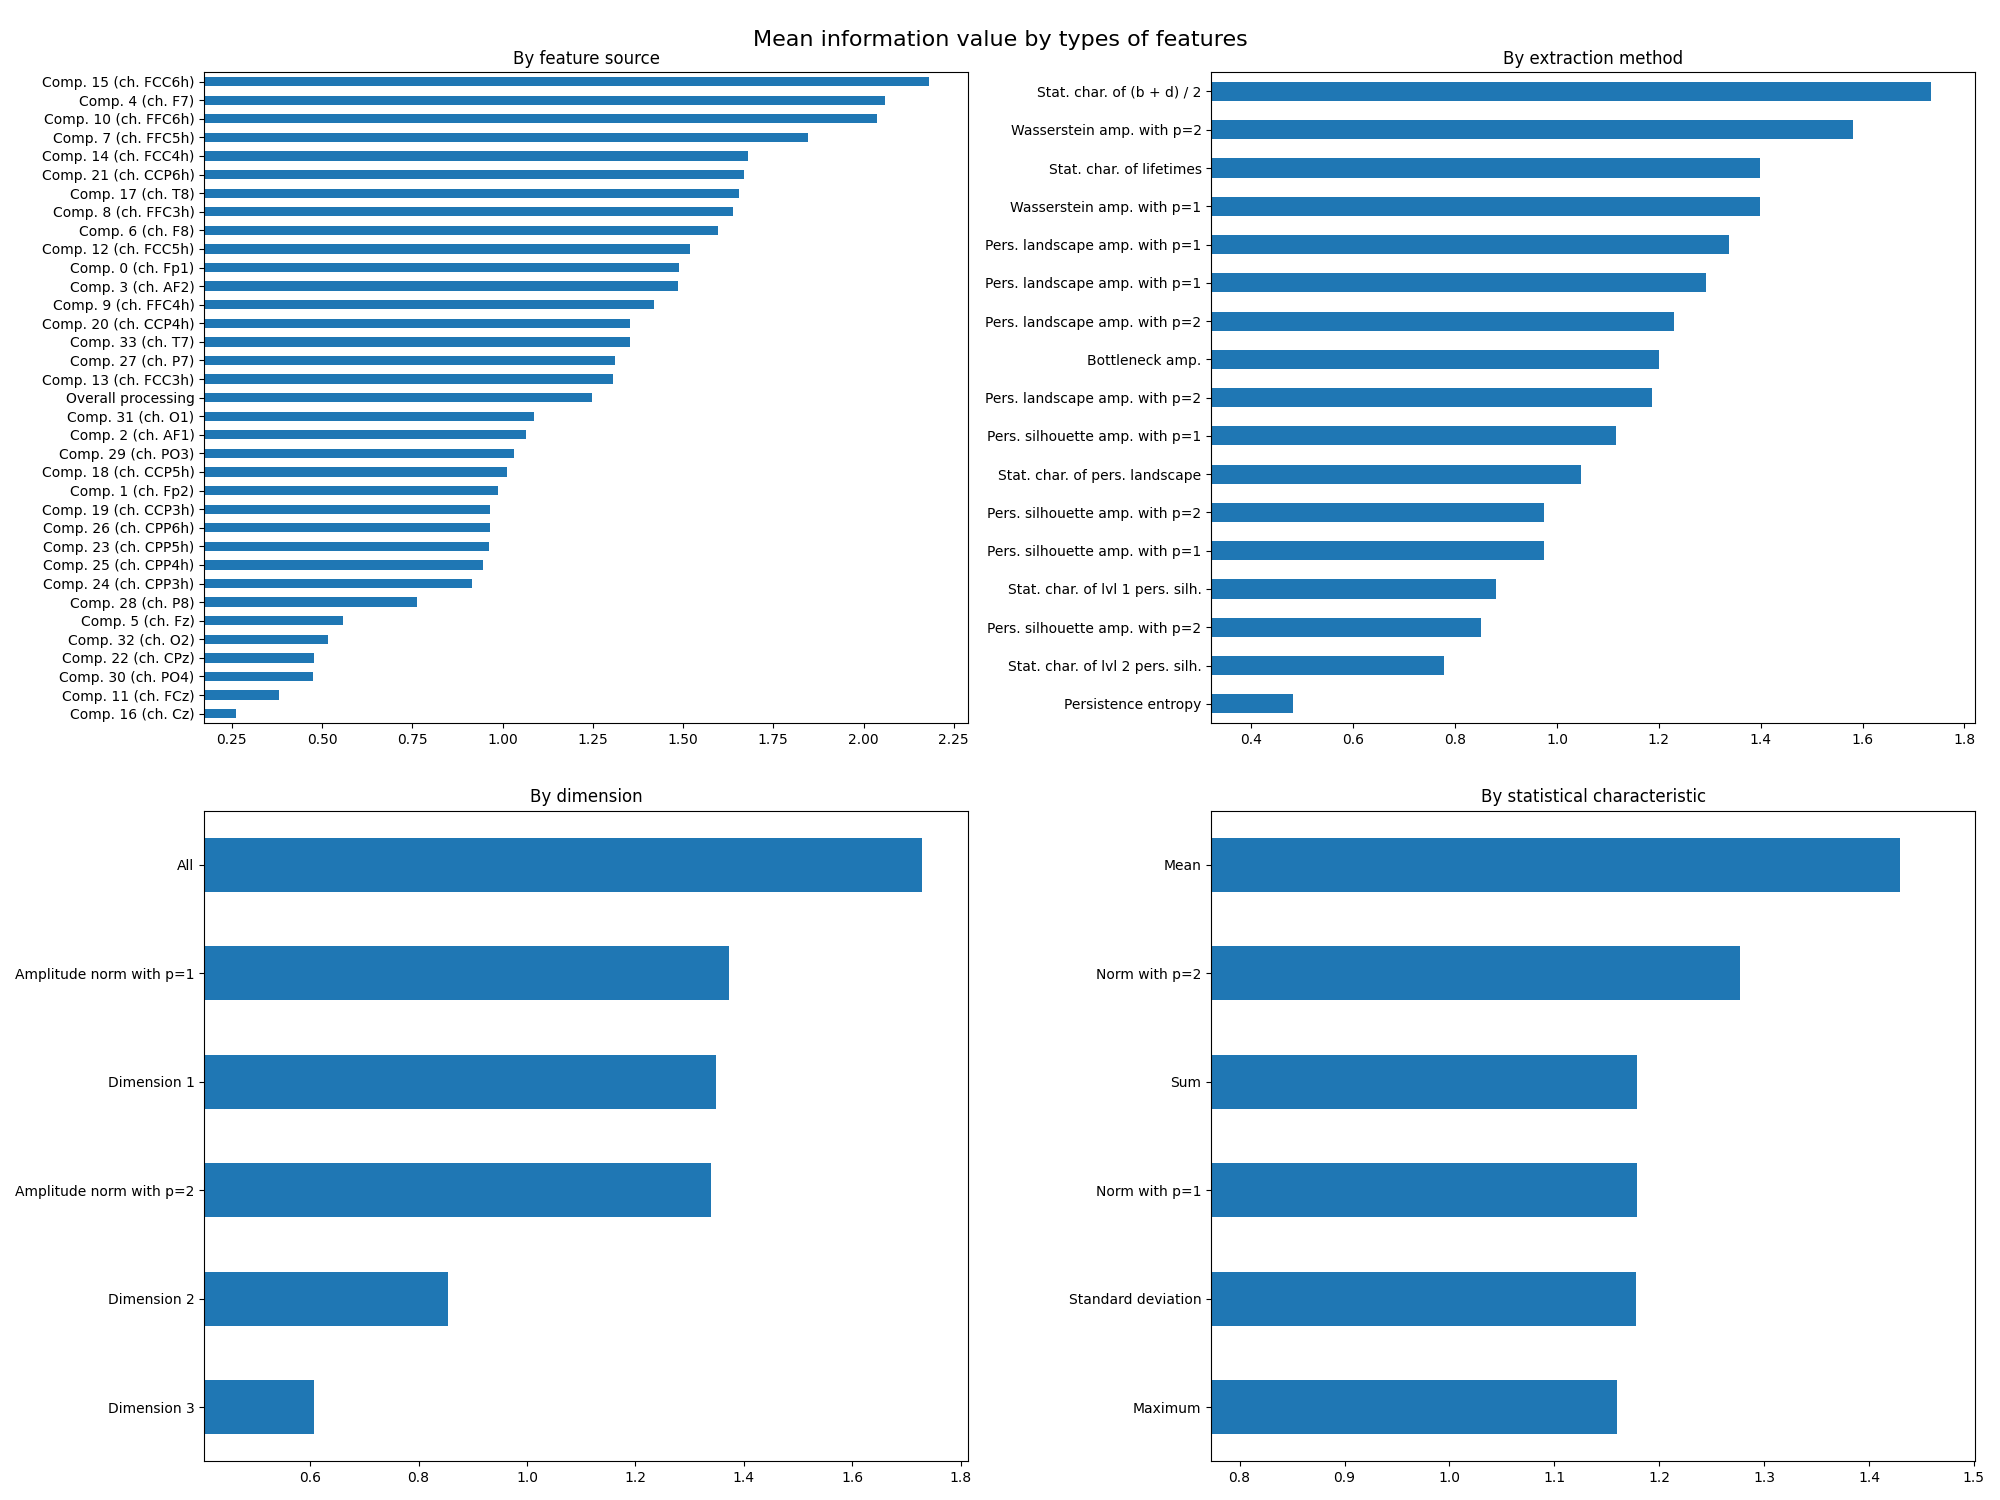 Mean information value by types of features
By feature source
Comp. 15 (ch. FCC6h)
Comp. 4 (ch. F7)
Comp. 10 (ch. FFC6h)
Comp. 7 (ch. FFC5h)
Comp. 14 (ch. FCC4h)
Comp. 21 (ch. CCP6h)
Comp. 17 (ch. T8)
Comp. 8 (ch. FFC3h)
Comp. 6 (ch. F8)
Comp. 12 (ch. FCC5h)
Comp. 0 (ch. Fp1)
Comp. 3 (ch. AF2)
Comp. 9 (ch. FFC4h)
Comp. 20 (ch. CCP4h)
Comp. 33 (ch. T7)
Comp. 27 (ch. P7)
Comp. 13 (ch. FCC3h)
Overall processing
Comp. 31 (ch. O1)
Comp. 2 (ch. AF1)
Comp. 29 (ch. PO3)
Comp. 18 (ch. CCP5h)
Comp. 1 (ch. Fp2)
Comp. 19 (ch. CCP3h)
Comp. 26 (ch. CPP6h)
Comp. 23 (ch. CPP5h)
Comp. 25 (ch. CPP4h)
Comp. 24 (ch. CPP3h)
Comp. 28 (ch. P8)
Comp. 5 (ch. Fz)
Comp. 32 (ch. O2)
Comp. 22 (ch. CPz)
Comp. 30 (ch. PO4)
Comp. 11 (ch. FCz)
Comp. 16 (ch. Cz)
0.25 0.50 0.75 1.00 1.25 1.50 1.75 2.00 2.25
By extraction method
Stat. char. of (b + d) / 2
Wasserstein amp. with p=2
Stat. char. of lifetimes
Wasserstein amp. with p=1
Pers. landscape amp. with p=1
Pers. landscape amp. with p=1
Pers. landscape amp. with p=2
Bottleneck amp.
Pers. landscape amp. with p=2
Pers. silhouette amp. with p=1
Stat. char. of pers. landscape
Pers. silhouette amp. with p=2
Pers. silhouette amp. with p=1
Stat. char. of lvl 1 pers. silh.
Pers. silhouette amp. with p=2
Stat. char. of lvl 2 pers. silh.
Persistence entropy
0.4 0.6 0.8 1.0 1.2 1.4 1.6 1.8
By dimension
All
Amplitude norm with p=1
Dimension 1
Amplitude norm with p=2
Dimension 2
Dimension 3
0.6 0.8 1.0 1.2 1.4 1.6 1.8
By statistical characteristic
Mean
Norm with p=2
Sum
Norm with p=1
Standard deviation
Maximum
0.8 0.9 1.0 1.1 1.2 1.3 1.4 1.5